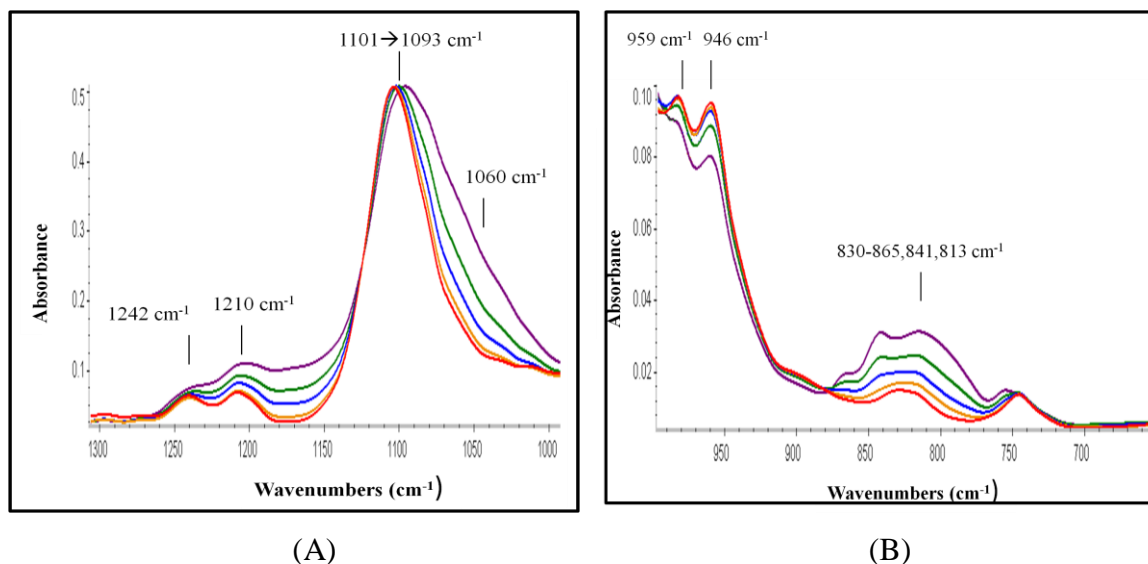 1101→1093 cm-1
1060 cm-1
1242 cm-1
1210 cm-1
Absorbance
0.5
0.4
0.3
0.2
0.1
1300 1250 1200 1150 1100 1050 1000
Wavenumbers (cm-1)
(A)
959 cm-1 946 cm-1
830-865,841,813 cm-1
Absorbance
0.10
0.08
0.06
0.04
0.02
950 900 850 800 750 700
Wavenumbers (cm-1)
(B)